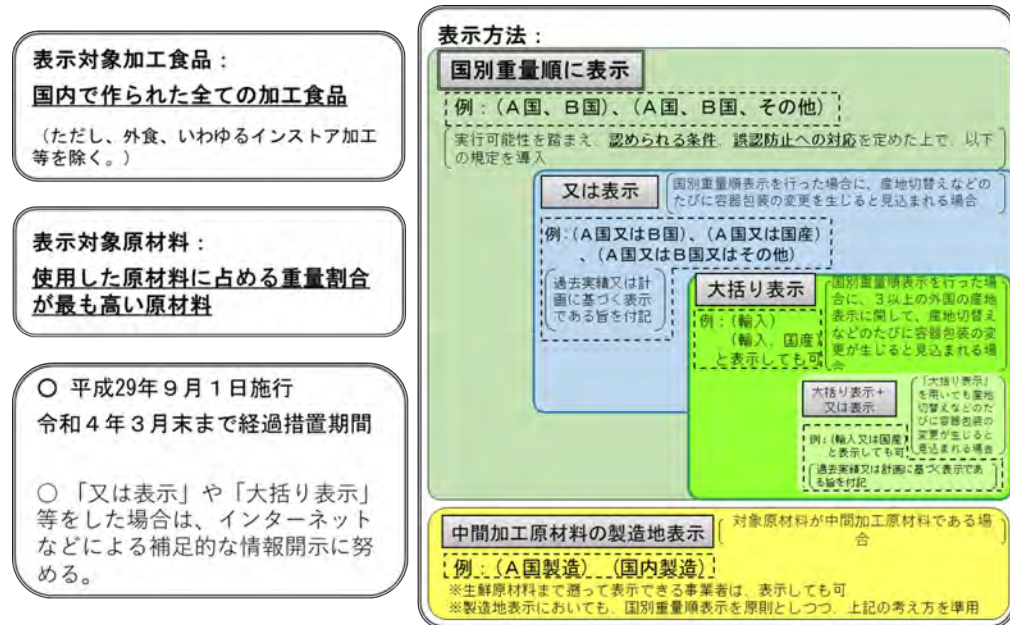 表示対象加工食品：
国内で作られた全ての加工食品
（ただし、外食、いわゆるインストア加工
等を除く。）
表示対象原材料：
使用した原材料に占める重量割合
が最も高い原材料
○ 平成29年９月１日施行
令和４年３月末まで経過措置期間
○ 「又は表示」や「大括り表示」
等をした場合は、インターネット
などによる補足的な情報開示に努
める。
表示方法：
国別重量順に表示
例：（Ａ国、Ｂ国）、（Ａ国、Ｂ国、その他）
実行可能性を踏まえ、認められる条件、誤認防止への対応を定めた上で、以下
の規定を導入
又は表示
国別重量順表示を行った場合に、産地切替えなどの
たびに容器包装の変更を生じると見込まれる場合
例：（Ａ国又はＢ国）、（Ａ国又は国産）
、（Ａ国又はＢ国又はその他）
過去実績又は計
画に基づく表示
である旨を付記
大括り表示
国別重量順表示を行った場
合に、３以上の外国の産地
表示に関して、産地切替え
などのたびに容器包装の変
更が生じると見込まれる場
合
例：（輸入）
（輸入、国産）
と表示しても可
大括り表示＋
又は表示
「大括り表示」
を用いても産地
切替えなどのた
びに容器包装の
変更が生じると
見込まれる場合
例：（輸入又は国産）
と表示しても可
過去実績又は計画に基づく表示であ
る旨を付記
中間加工原材料の製造地表示
対象原材料が中間加工原材料である場
合
例：（Ａ国製造）（国内製造）
※生鮮原材料まで遡って表示できる事業者は、表示しても可
※製造地表示においても、国別重量順表示を原則としつつ、上記の考え方を準用